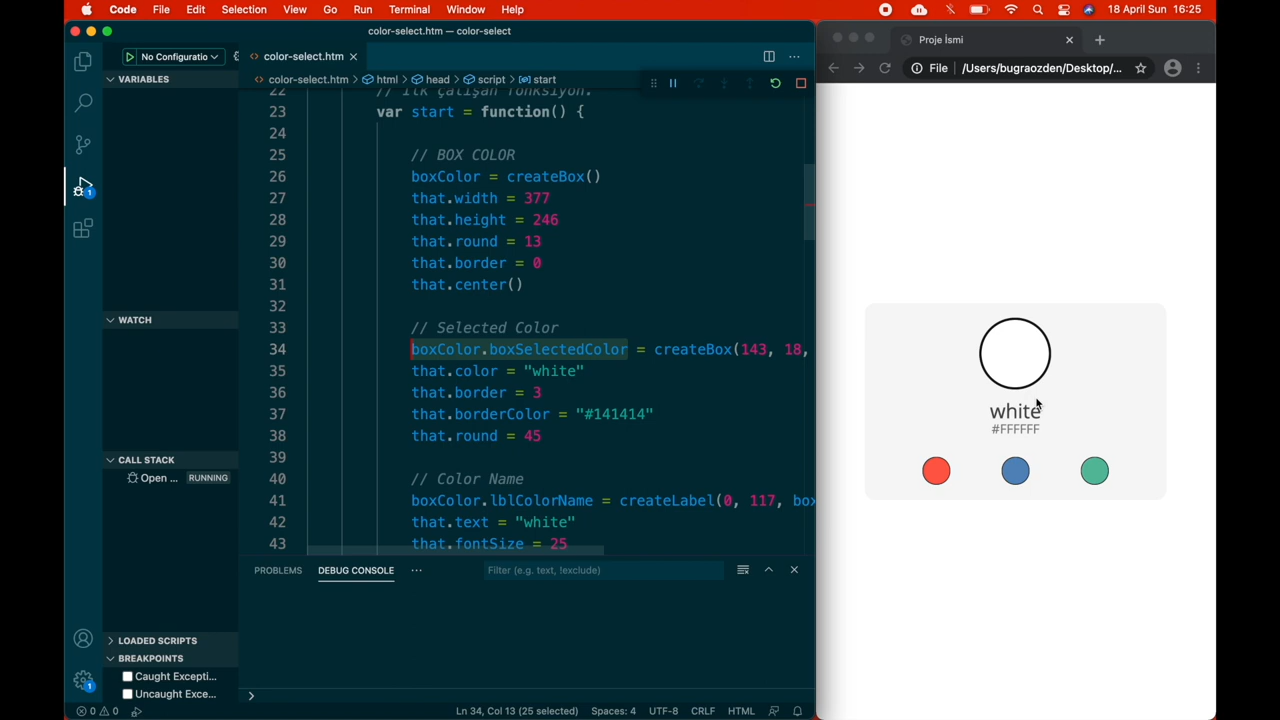 Code File Edit Selection View Go Run Terminal Window Help 18 April Sun 16:25
color-select.htm — color-select
No Configuratio color-select.htm
color-select.htm > html > head > script > start
VARIABLES
WATCH
CALL STACK
Open ... RUNNING
LOADED SCRIPTS
BREAKPOINTS
Caught Excepti...
Uncaught Exce...
22 // İlk çalışan fonksiyon.
23 var start = function() {
24
25 // BOX COLOR
26 boxColor = createBox()
27 that.width = 377
28 that.height = 246
29 that.round = 13
30 that.border = 0
31 that.center()
32
33 // Selected Color
34 boxColor.boxSelectedColor = createBox(143, 18,
35 that.color = "white"
36 that.border = 3
37 that.borderColor = "#141414"
38 that.round = 45
39
40 // Color Name
41 boxColor.lblColorName = createLabel(0, 117, box
42 that.text = "white"
43 that.fontSize = 25
PROBLEMS DEBUG CONSOLE ... Filter (e.g. text, !exclude)
0 0 Ln 34, Col 13 (25 selected) Spaces: 4 UTF-8 CRLF HTML
1
1
Proje İsmi
File /Users/bugraozden/Desktop/...
white
#FFFFFF